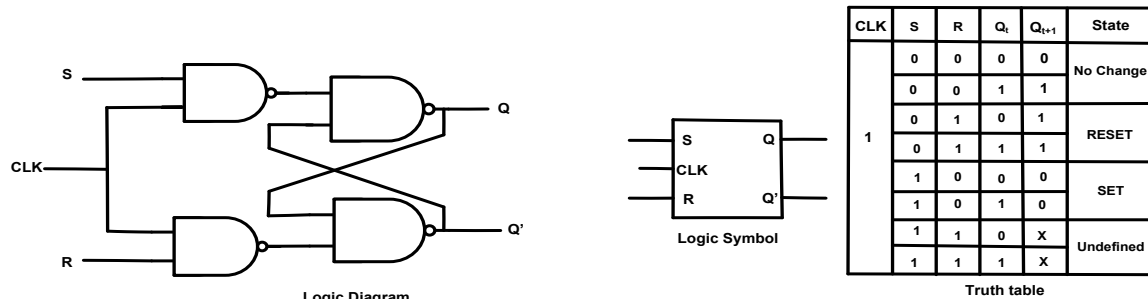 S
CLK
R
Q
Q'
Logic Diagram
S
CLK
R
Q
Q'
Logic Symbol
CLK S R Qt Qt+1 State
1
0 0 0 0 No Change
0 0 1 1
0 1 0 1 RESET
0 1 1 1
1 0 0 0 SET
1 0 1 0
1 1 0 X Undefined
1 1 1 X
Truth table